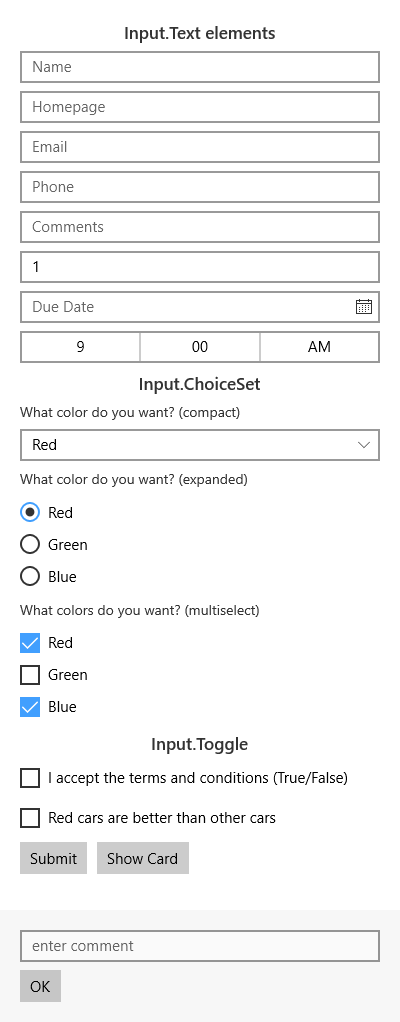 Input.Text elements
Name
Homepage
Email
Phone
Comments
1
Due Date
9 00 AM
Input.ChoiceSet
What color do you want? (compact)
Red
What color do you want? (expanded)
Red
Green
Blue
What colors do you want? (multiselect)
Red
Green
Blue
Input.Toggle
I accept the terms and conditions (True/False)
Red cars are better than other cars
Submit Show Card
enter comment
OK